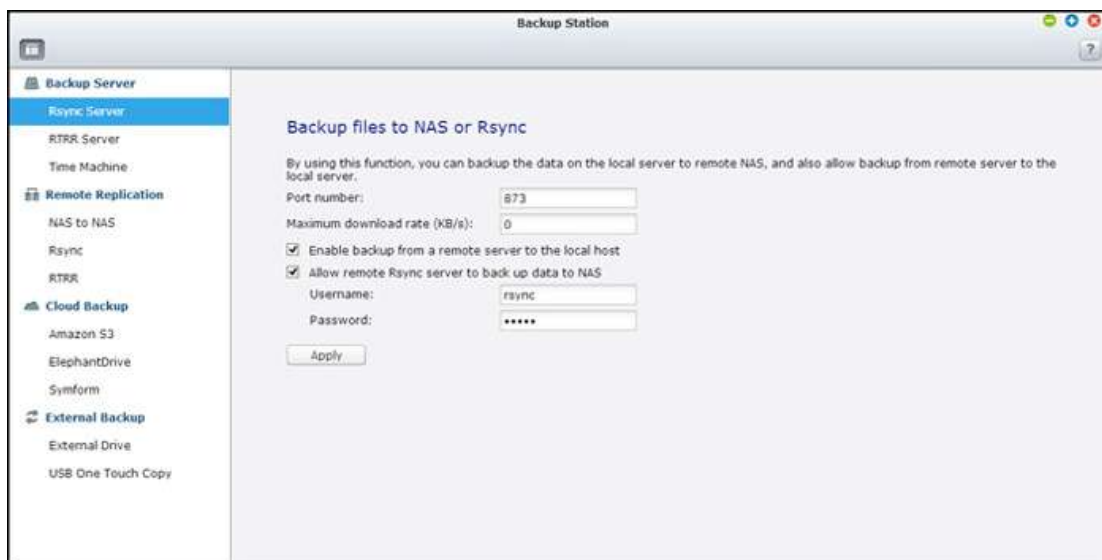 Backup Station
?
Backup Server
Rsync Server
RTRR Server
Time Machine
Remote Replication
NAS to NAS
Rsync
RTRR
Cloud Backup
Amazon S3
ElephantDrive
Symform
External Backup
External Drive
USB One Touch Copy
Backup files to NAS or Rsync
By using this function, you can backup the data on the local server to remote NAS, and also allow backup from remote server to the
local server.
Port number: 873
Maximum download rate (KB/s): 0
Enable backup from a remote server to the local host
Allow remote Rsync server to back up data to NAS
Username: rsync
Password: •••••
Apply